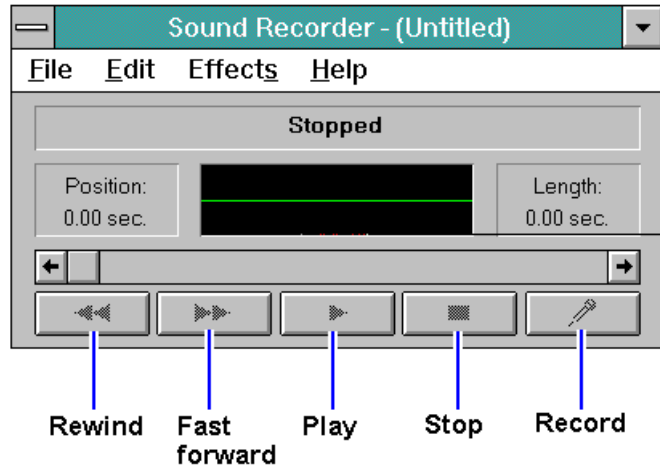 Sound Recorder - (Untitled)
File Edit Effects Help
Stopped
Position:
0.00 sec.
Length:
0.00 sec.
Rewind
Fast
forward
Play
Stop
Record